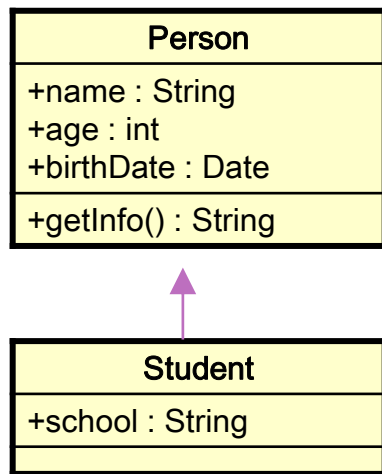 Person
+name : String
+age : int
+birthDate : Date
+getInfo() : String
Student
+school : String